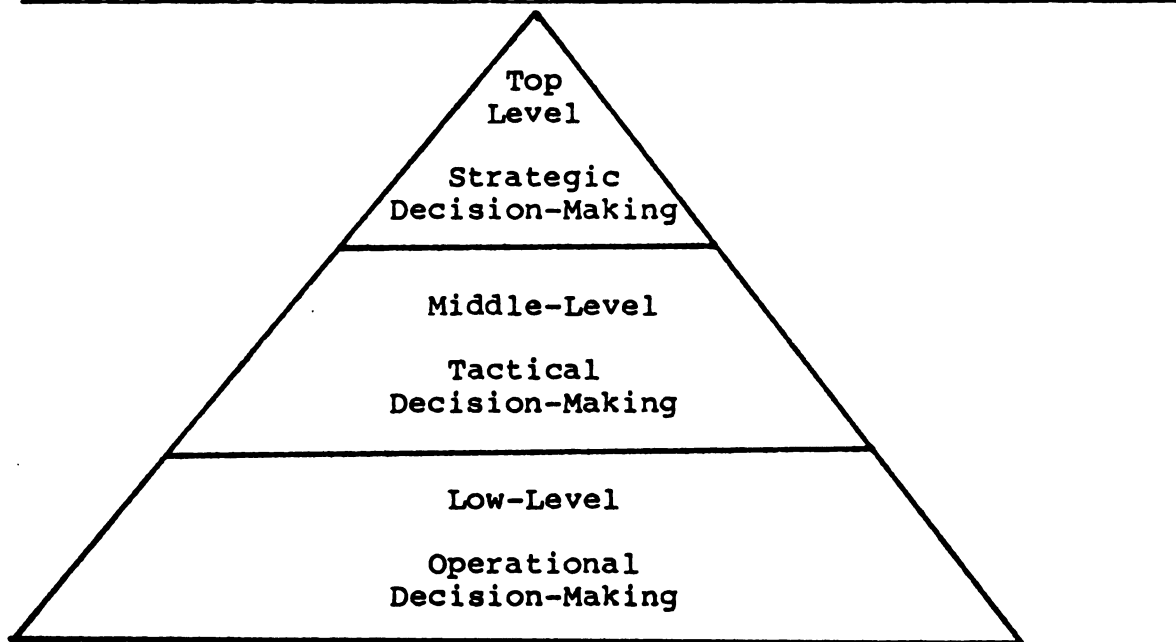 Top
Level
Strategic
Decision-Making
Middle-Level
Tactical
Decision-Making
Low-Level
Operational
Decision-Making